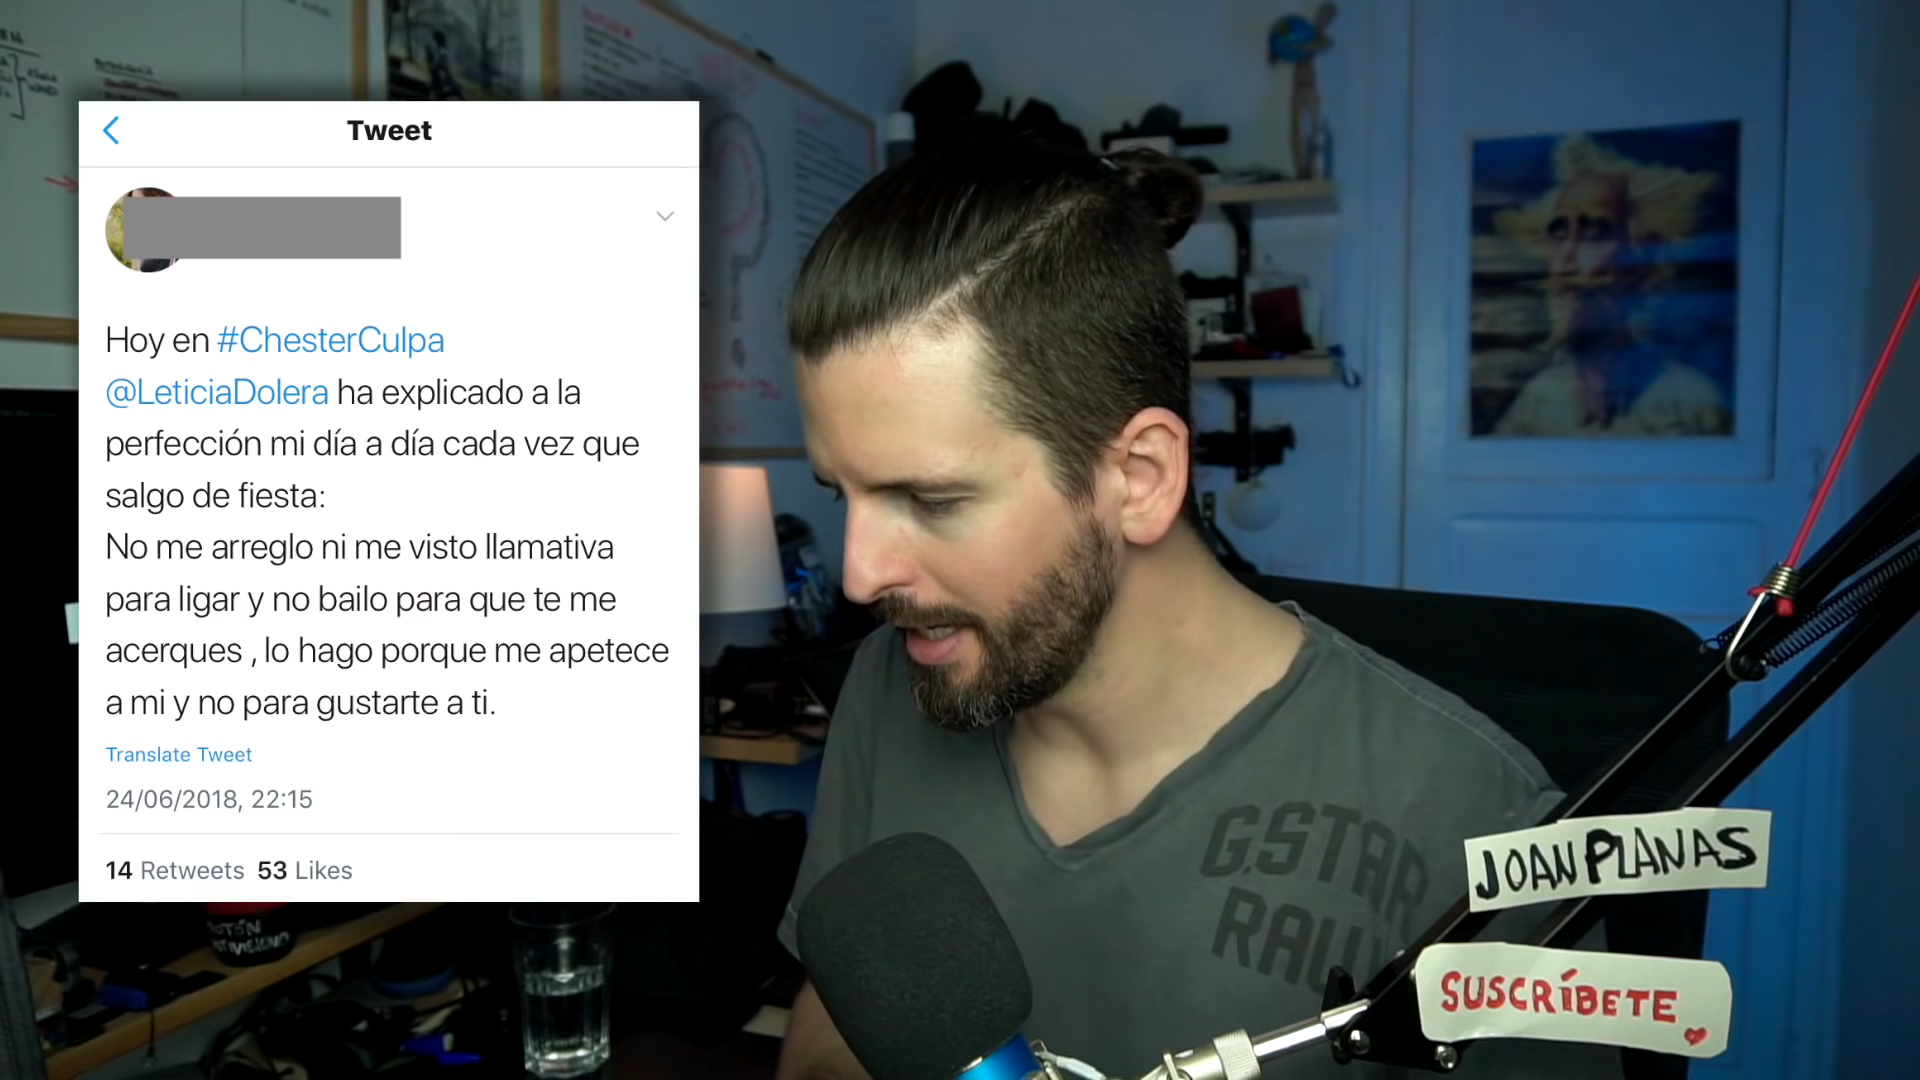 Tweet
Hoy en #ChesterCulpa
@LeticiaDolera ha explicado a la
perfección mi día a día cada vez que
salgo de fiesta:
No me arreglo ni me visto llamativa
para ligar y no bailo para que te me
acerques , lo hago porque me apetece
a mi y no para gustarte a ti.
Translate Tweet
24/06/2018, 22:15
14 Retweets 53 Likes
G.STAR
RAW
JOAN PLANAS
SUSCRÍBETE